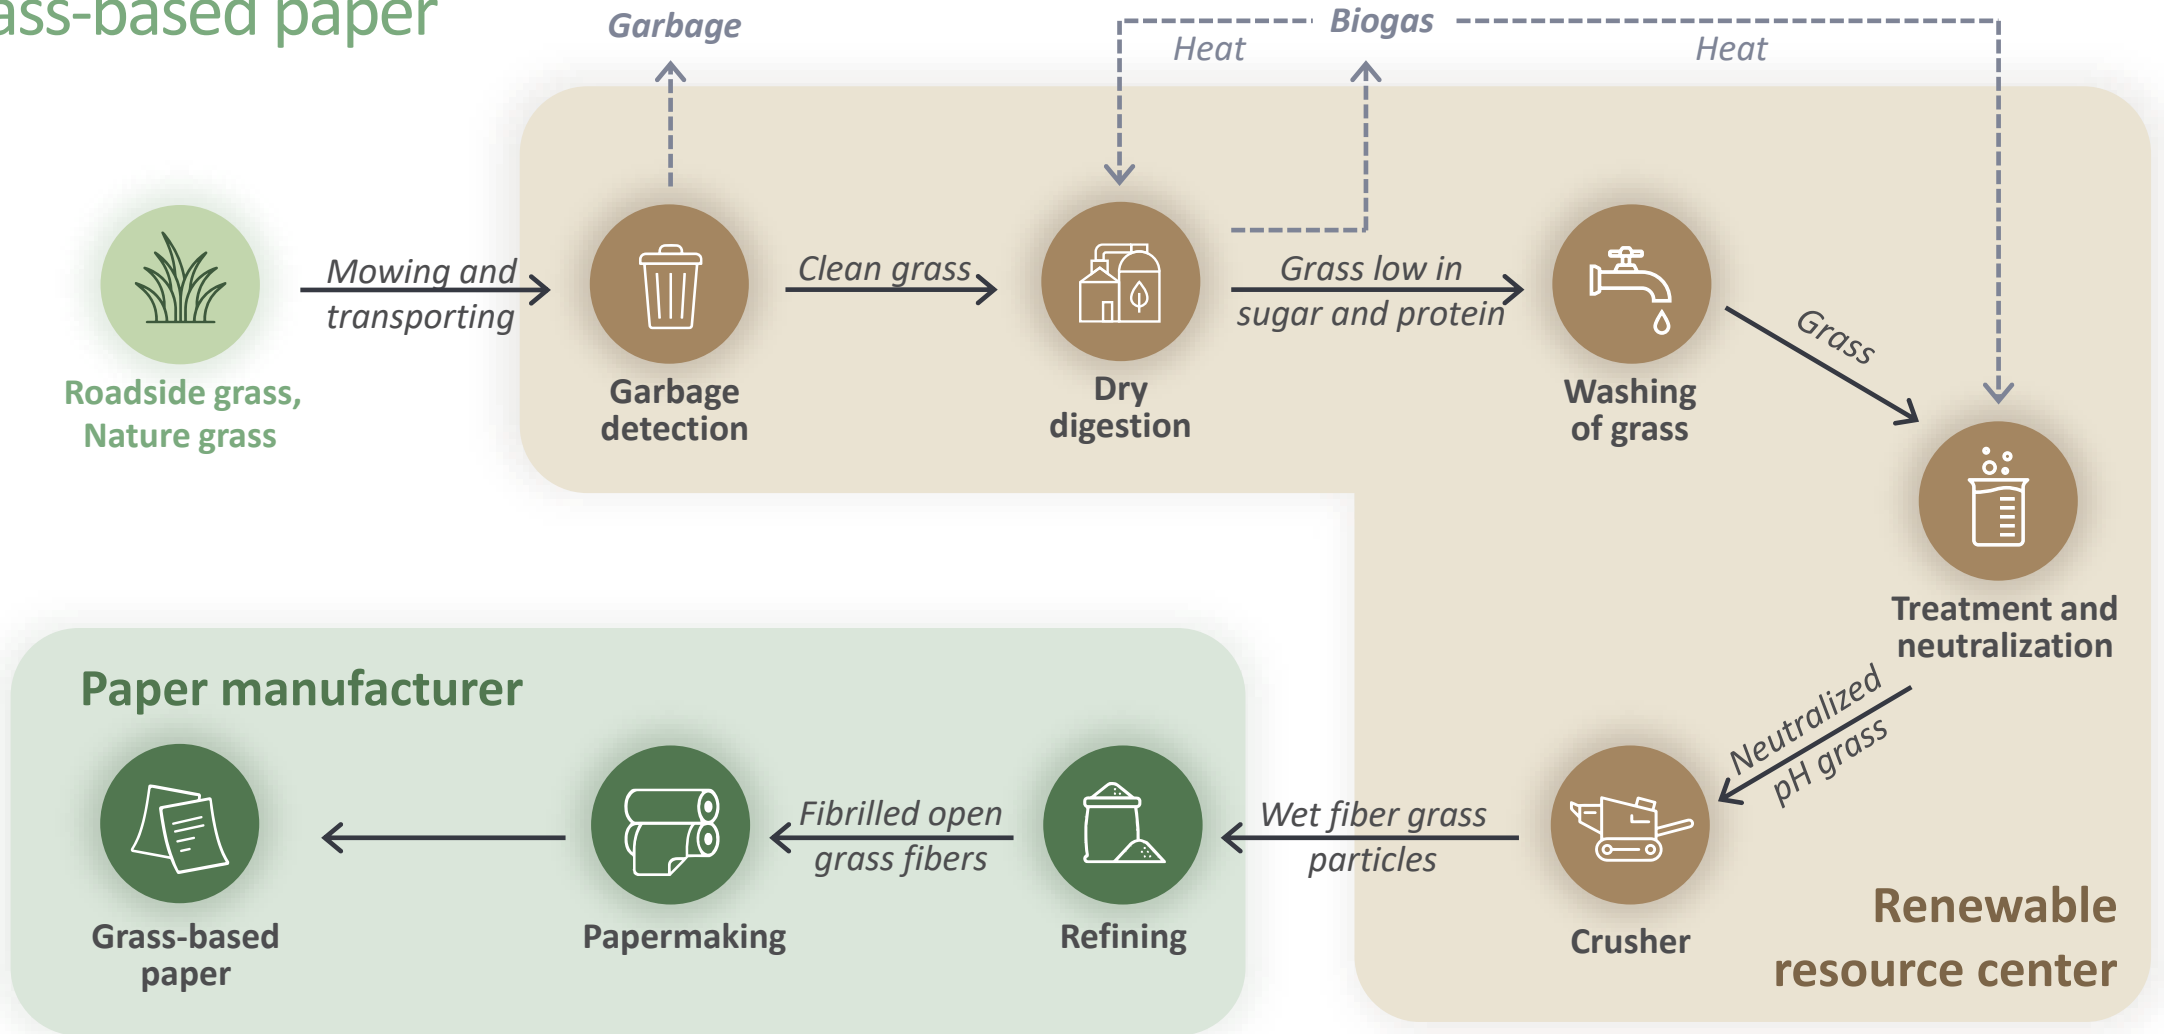 ass-based paper
Garbage
Biogas
Heat
Heat
Mowing and
transporting
Clean grass
Grass low in
sugar and protein
Grass
Roadside grass,
Nature grass
Garbage
detection
Dry
digestion
Washing
of grass
Treatment and
neutralization
Neutralized
pH grass
Paper manufacturer
Fibrilled open
grass fibers
Wet fiber grass
particles
Grass-based
paper
Papermaking
Refining
Crusher
Renewable
resource center